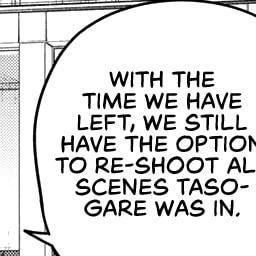 WITH THE
TIME WE HAVE
LEFT, WE STILL
HAVE THE OPTION
TO RE-SHOOT AL
SCENES TASO-
GARE WAS IN.